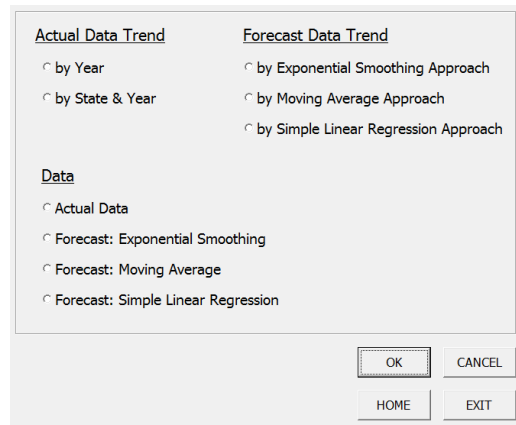 Actual Data Trend
by Year
by State & Year
Forecast Data Trend
by Exponential Smoothing Approach
by Moving Average Approach
by Simple Linear Regression Approach
Data
Actual Data
Forecast: Exponential Smoothing
Forecast: Moving Average
Forecast: Simple Linear Regression
OK
CANCEL
HOME
EXIT